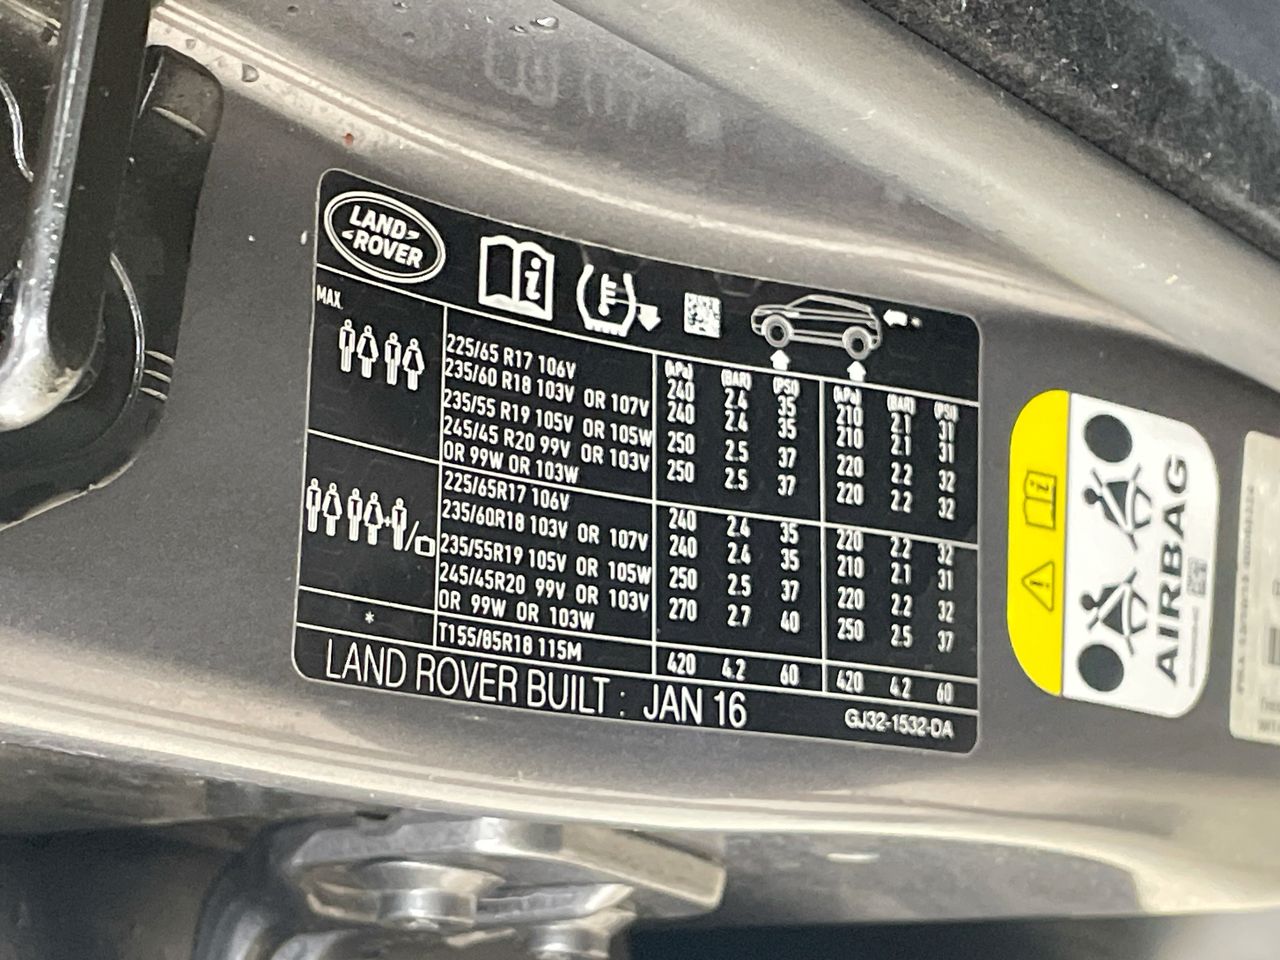 LAND
ROVER
MAX.
225/65 R17 106V
235/60 R18 103V OR 107V
235/55 R19 105V OR 105W
245/45 R20 99V OR 103V
OR 99W OR 103W
(kPa) (BAR) (PSI) (kPa) (BAR) (PSI)
240 2.4 35 210 2.1 31
240 2.4 35 210 2.1 31
250 2.5 37 220 2.2 32
250 2.5 37 220 2.2 32
225/65R17 106V
235/60R18 103V OR 107V
235/55R19 105V OR 105W
245/45R20 99V OR 103V
OR 99W OR 103W
240 2.4 35 220 2.2 32
240 2.4 35 210 2.1 31
250 2.5 37 220 2.2 32
270 2.7 40 250 2.5 37
* T155/85R18 115M 420 4.2 60 420 4.2 60
LAND ROVER BUILT : JAN 16
GJ32-1532-DA
AIRBAG